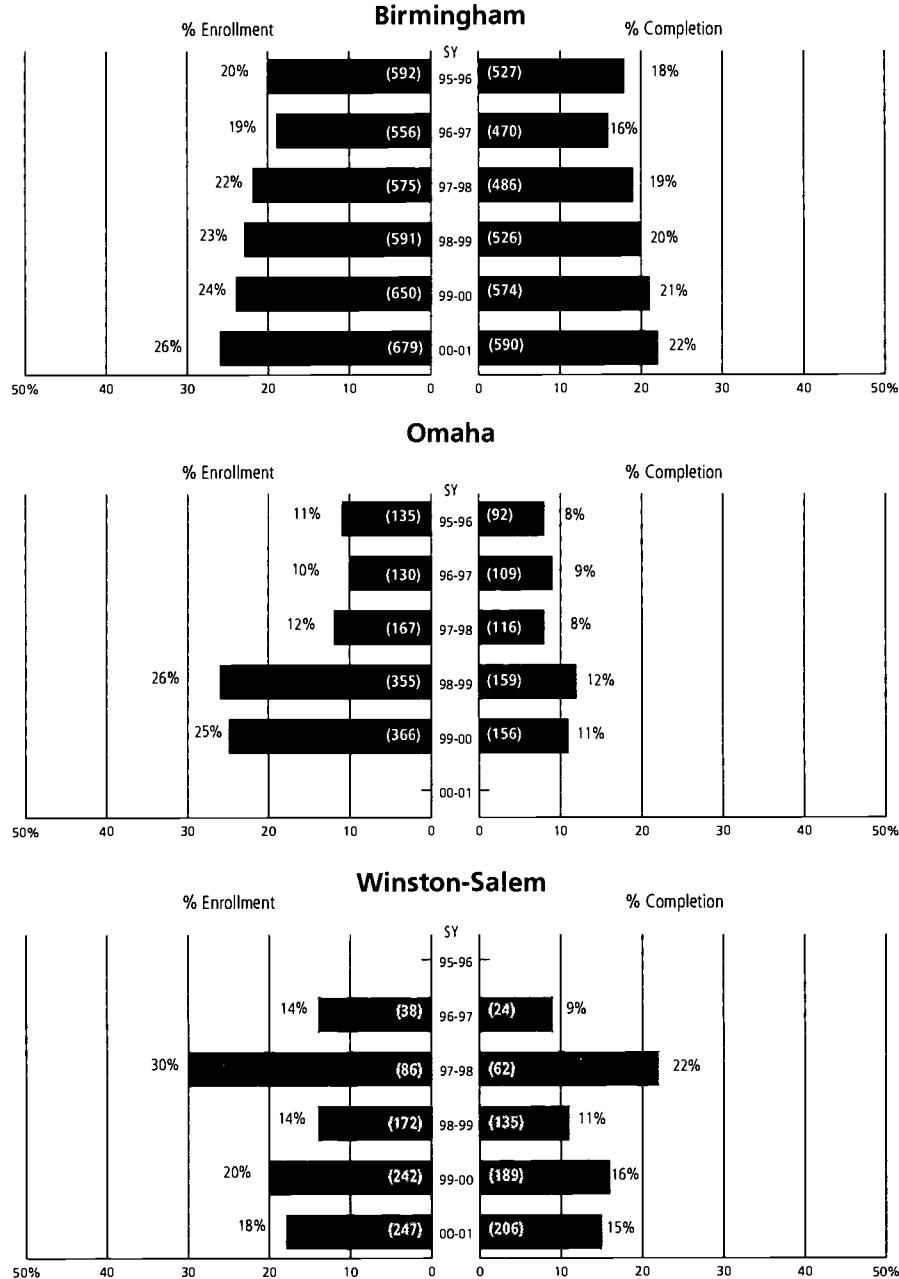 Birmingham
% Enrollment % Completion
SY
20% (592) 95-96 (527) 18%
19% (556) 96-97 (470) 16%
22% (575) 97-98 (486) 19%
23% (591) 98-99 (526) 20%
24% (650) 99-00 (574) 21%
26% (679) 00-01 (590) 22%
50% 40 30 20 10 0 0 10 20 30 40 50%
Omaha
% Enrollment % Completion
SY
11% (135) 95-96 (92) 8%
10% (130) 96-97 (109) 9%
12% (167) 97-98 (116) 8%
26% (355) 98-99 (159) 12%
25% (366) 99-00 (156) 11%
00-01
50% 40 30 20 10 0 0 10 20 30 40 50%
Winston-Salem
% Enrollment % Completion
SY
95-96
14% (38) 96-97 (24) 9%
30% (86) 97-98 (62) 22%
14% (172) 98-99 (135) 11%
20% (242) 99-00 (189) 16%
18% (247) 00-01 (206) 15%
50% 40 30 20 10 0 0 10 20 30 40 50%